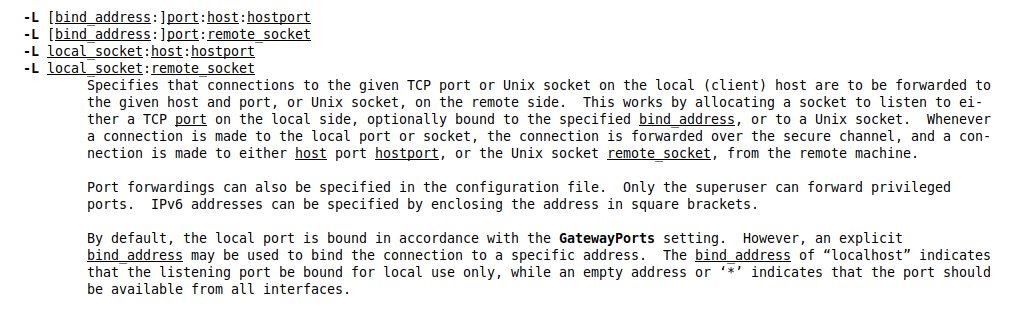 -L [bind_address:]port:host:hostport
-L [bind_address:]port:remote_socket
-L local_socket:host:hostport
-L local_socket:remote_socket
Specifies that connections to the given TCP port or Unix socket on the local (client) host are to be forwarded to
the given host and port, or Unix socket, on the remote side.  This works by allocating a socket to listen to ei-
ther a TCP port on the local side, optionally bound to the specified bind_address, or to a Unix socket.  Whenever
a connection is made to the local port or socket, the connection is forwarded over the secure channel, and a con-
nection is made to either host port hostport, or the Unix socket remote_socket, from the remote machine.

Port forwardings can also be specified in the configuration file.  Only the superuser can forward privileged
ports.  IPv6 addresses can be specified by enclosing the address in square brackets.

By default, the local port is bound in accordance with the GatewayPorts setting.  However, an explicit
bind_address may be used to bind the connection to a specific address.  The bind_address of “localhost” indicates
that the listening port be bound for local use only, while an empty address or ‘*’ indicates that the port should
be available from all interfaces.